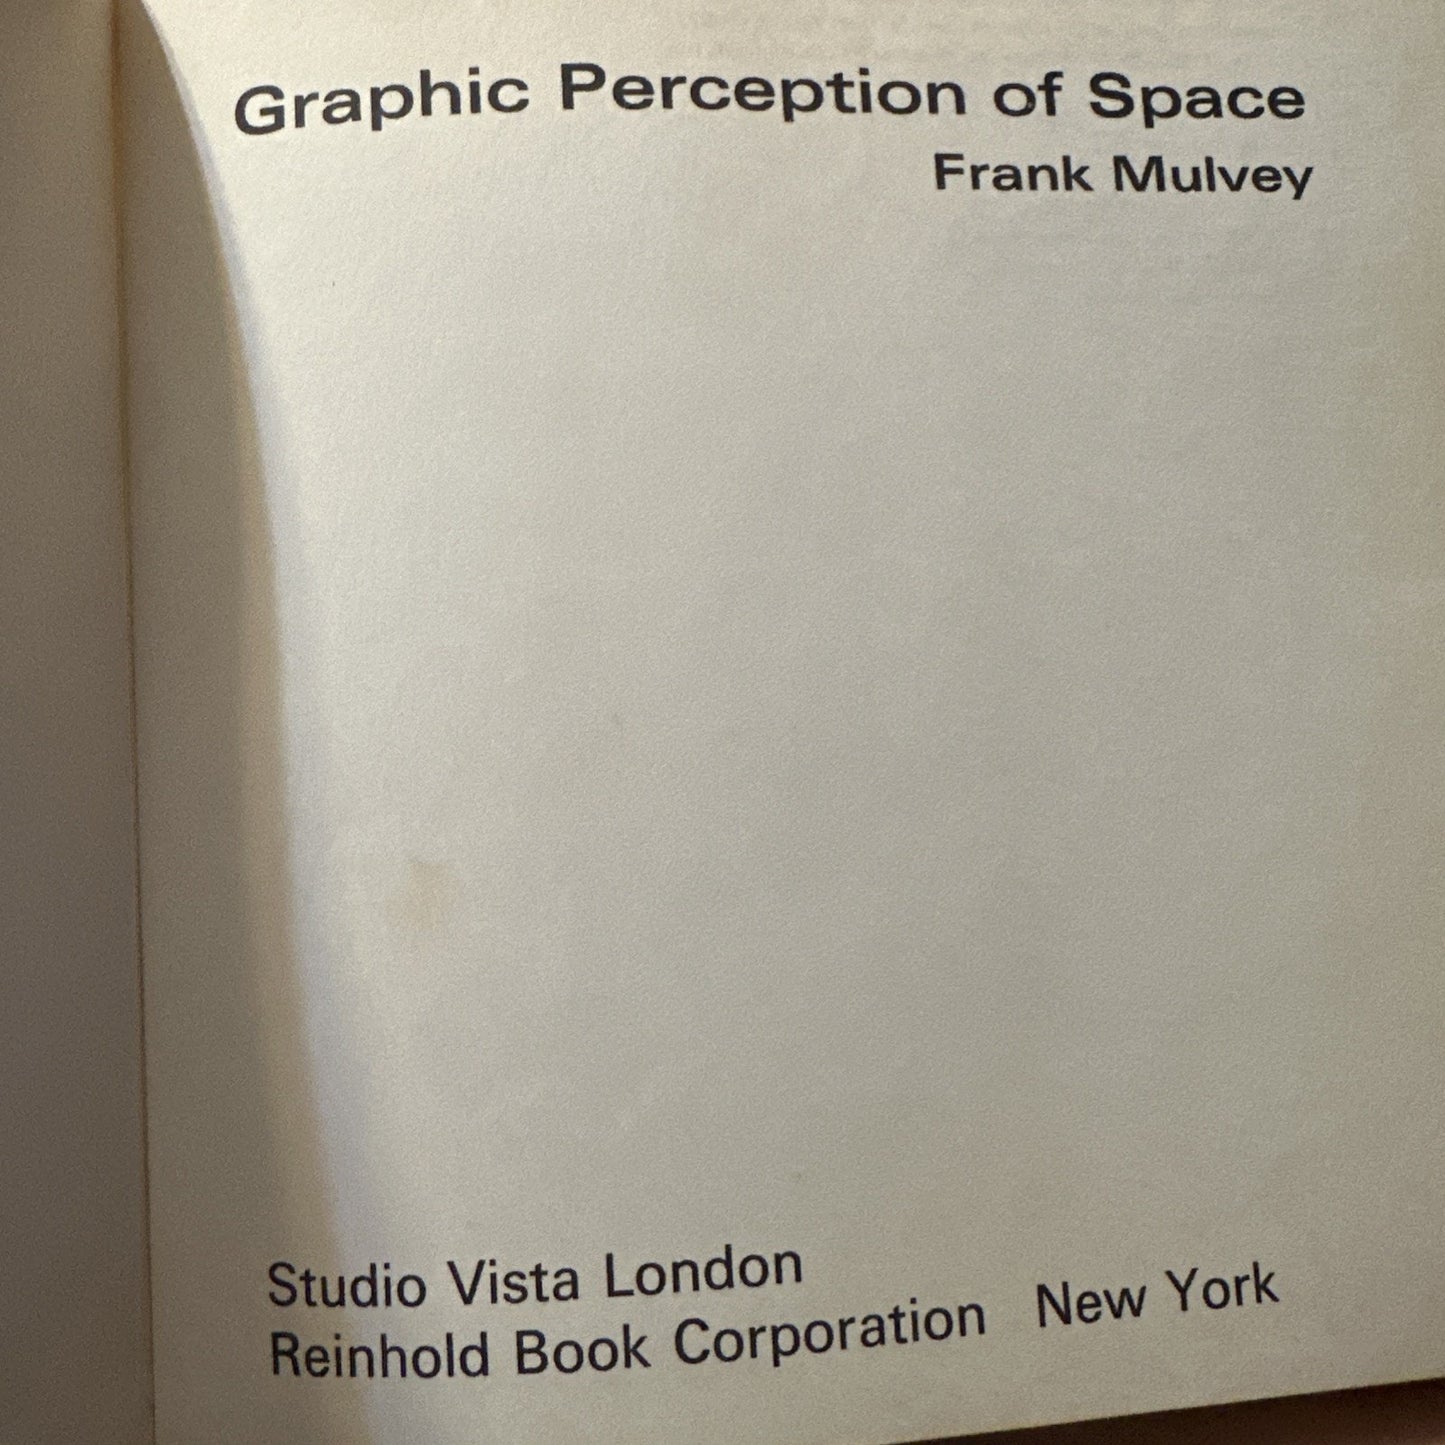 Graphic Perception of Space
Frank Mulvey
Studio Vista London
Reinhold Book Corporation New York